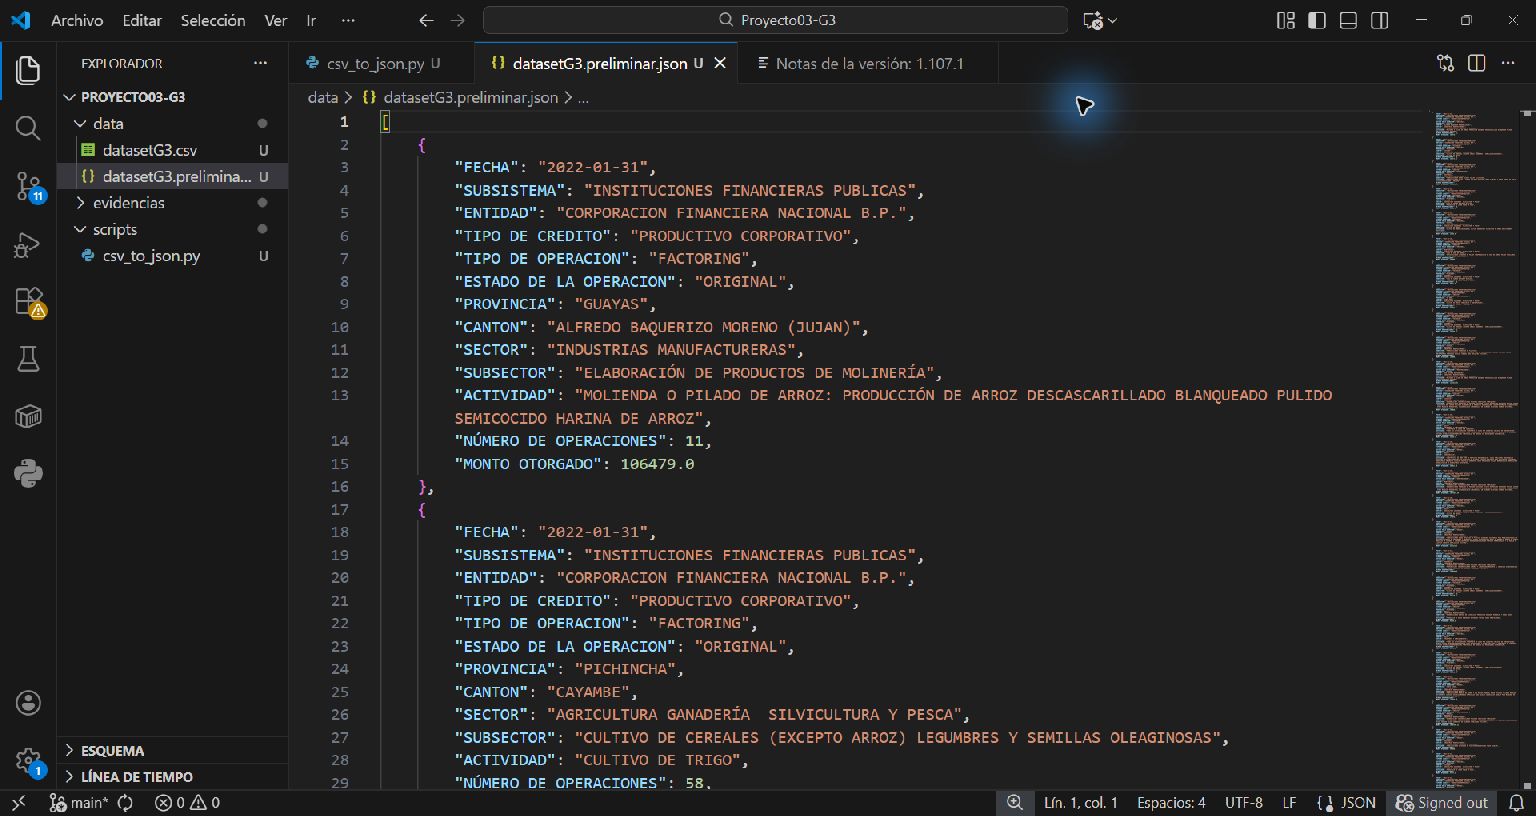 Archivo Editar Selección Ver Ir ··· Proyecto03-G3
EXPLORADOR ···
PROYECTO03-G3
data
datasetG3.csv U
datasetG3.prelimina... U
evidencias
scripts
csv_to_json.py U
11
1
ESQUEMA
LÍNEA DE TIEMPO
csv_to_json.py U datasetG3.preliminar.json U Notas de la versión: 1.107.1
data > {} datasetG3.preliminar.json > ...
1 [
2 {
3 "FECHA": "2022-01-31",
4 "SUBSISTEMA": "INSTITUCIONES FINANCIERAS PUBLICAS",
5 "ENTIDAD": "CORPORACION FINANCIERA NACIONAL B.P.",
6 "TIPO DE CREDITO": "PRODUCTIVO CORPORATIVO",
7 "TIPO DE OPERACION": "FACTORING",
8 "ESTADO DE LA OPERACION": "ORIGINAL",
9 "PROVINCIA": "GUAYAS",
10 "CANTON": "ALFREDO BAQUERIZO MORENO (JUJAN)",
11 "SECTOR": "INDUSTRIAS MANUFACTURERAS",
12 "SUBSECTOR": "ELABORACIÓN DE PRODUCTOS DE MOLINERÍA",
13 "ACTIVIDAD": "MOLIENDA O PILADO DE ARROZ: PRODUCCIÓN DE ARROZ DESCASCARILLADO BLANQUEADO PULIDO
SEMICOCIDO HARINA DE ARROZ",
14 "NÚMERO DE OPERACIONES": 11,
15 "MONTO OTORGADO": 106479.0
16 },
17 {
18 "FECHA": "2022-01-31",
19 "SUBSISTEMA": "INSTITUCIONES FINANCIERAS PUBLICAS",
20 "ENTIDAD": "CORPORACION FINANCIERA NACIONAL B.P.",
21 "TIPO DE CREDITO": "PRODUCTIVO CORPORATIVO",
22 "TIPO DE OPERACION": "FACTORING",
23 "ESTADO DE LA OPERACION": "ORIGINAL",
24 "PROVINCIA": "PICHINCHA",
25 "CANTON": "CAYAMBE",
26 "SECTOR": "AGRICULTURA GANADERÍA  SILVICULTURA Y PESCA",
27 "SUBSECTOR": "CULTIVO DE CEREALES (EXCEPTO ARROZ) LEGUMBRES Y SEMILLAS OLEAGINOSAS",
28 "ACTIVIDAD": "CULTIVO DE TRIGO",
29 "NÚMERO DE OPERACIONES": 58,
main* 0 0 Lín. 1, col. 1 Espacios: 4 UTF-8 LF {} JSON Signed out